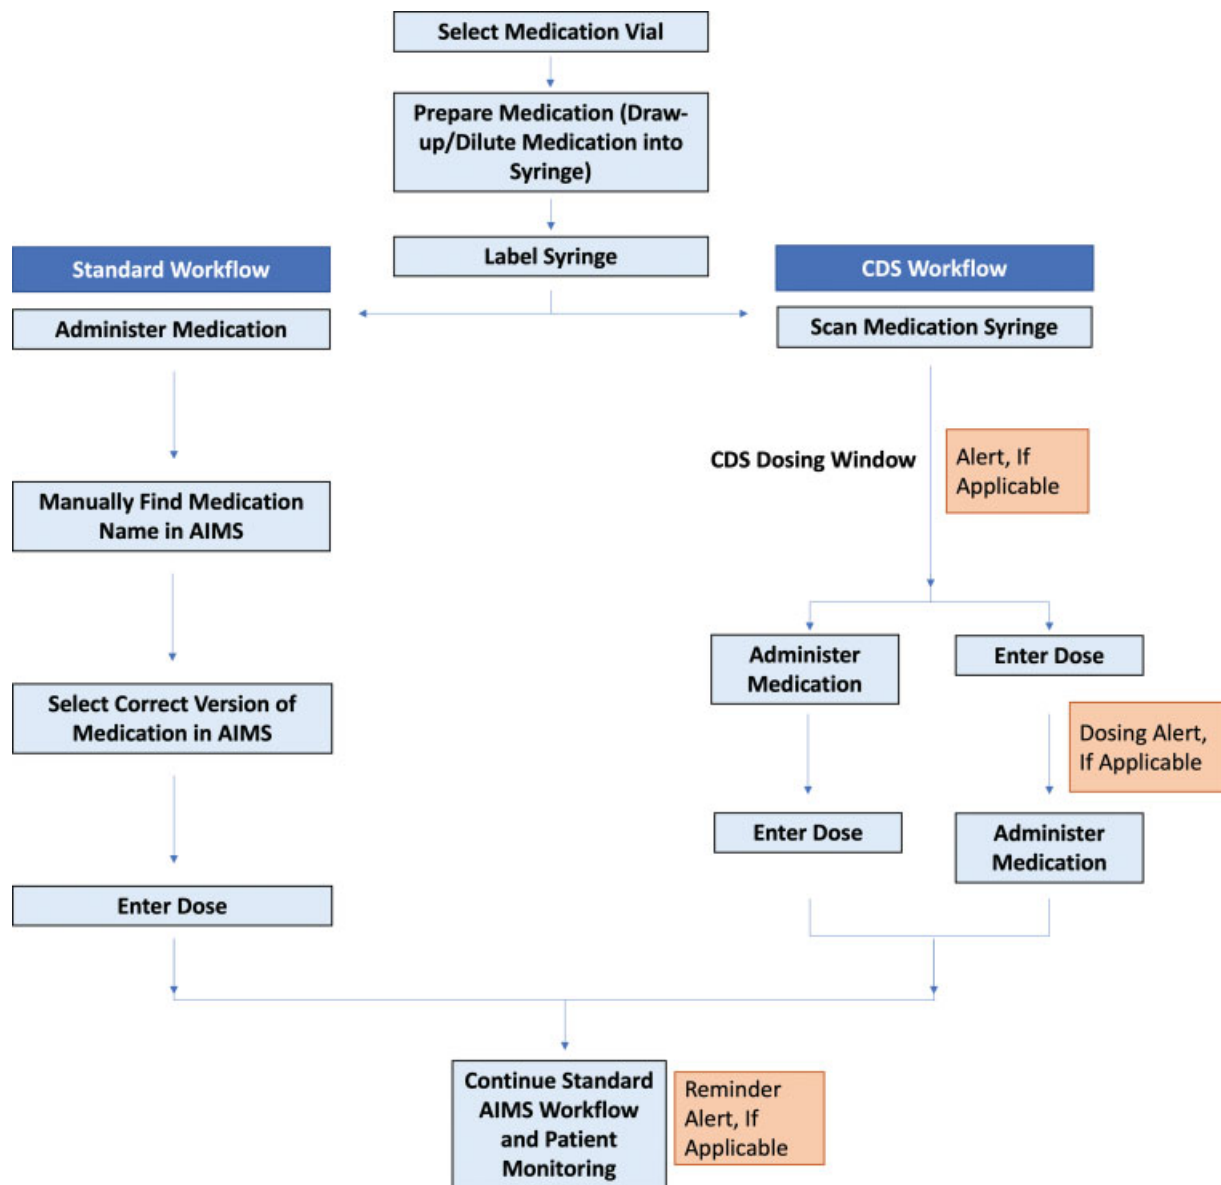 Select Medication Vial
Prepare Medication (Draw-
up/Dilute Medication into
Syringe)
Label Syringe
Standard Workflow
Administer Medication
Manually Find Medication
Name in AIMS
Select Correct Version of
Medication in AIMS
Enter Dose
CDS Workflow
Scan Medication Syringe
CDS Dosing Window
Alert, If
Applicable
Administer
Medication
Enter Dose
Enter Dose
Dosing Alert,
If Applicable
Administer
Medication
Continue Standard
AIMS Workflow
and Patient
Monitoring
Reminder
Alert, If
Applicable